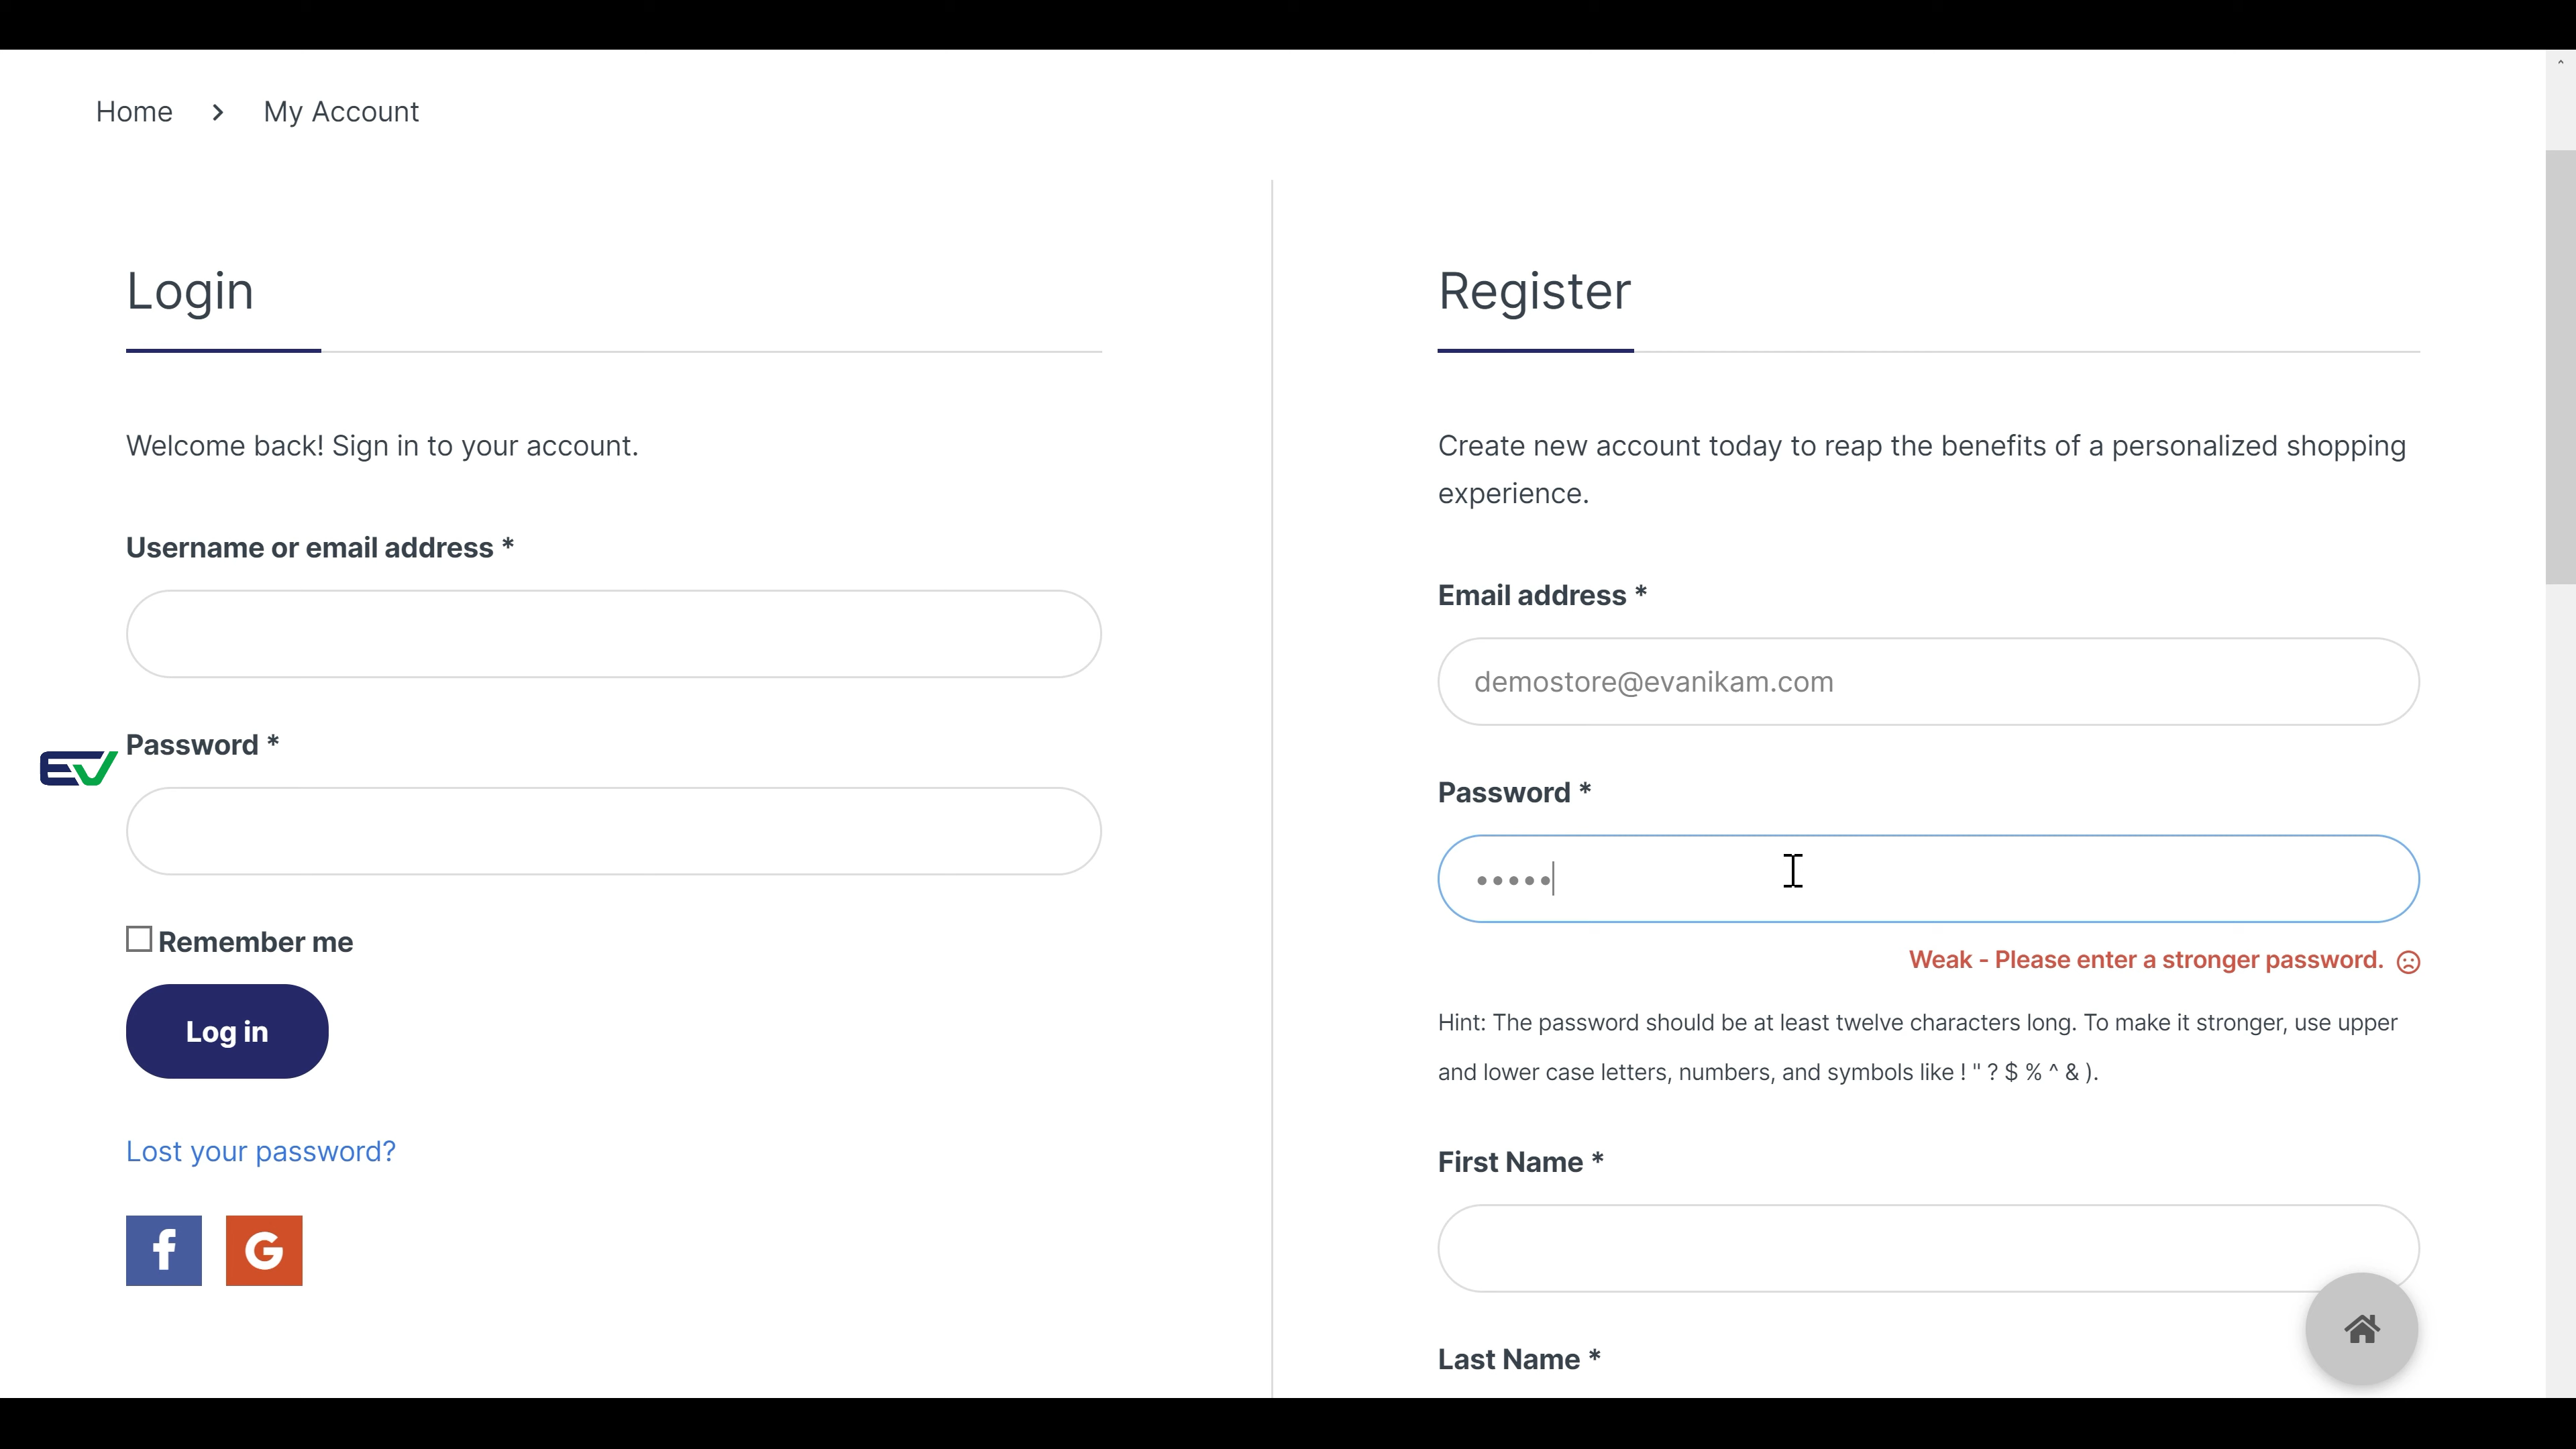 Home > My Account
Login
Welcome back! Sign in to your account.
Username or email address *
Password *
Remember me
Log in
Lost your password?
f G
EV
Register
Create new account today to reap the benefits of a personalized shopping
experience.
Email address *
demostore@evanikam.com
Password *
•••••
Weak - Please enter a stronger password.
Hint: The password should be at least twelve characters long. To make it stronger, use upper
and lower case letters, numbers, and symbols like ! " ? $ % ^ & ).
First Name *
Last Name *